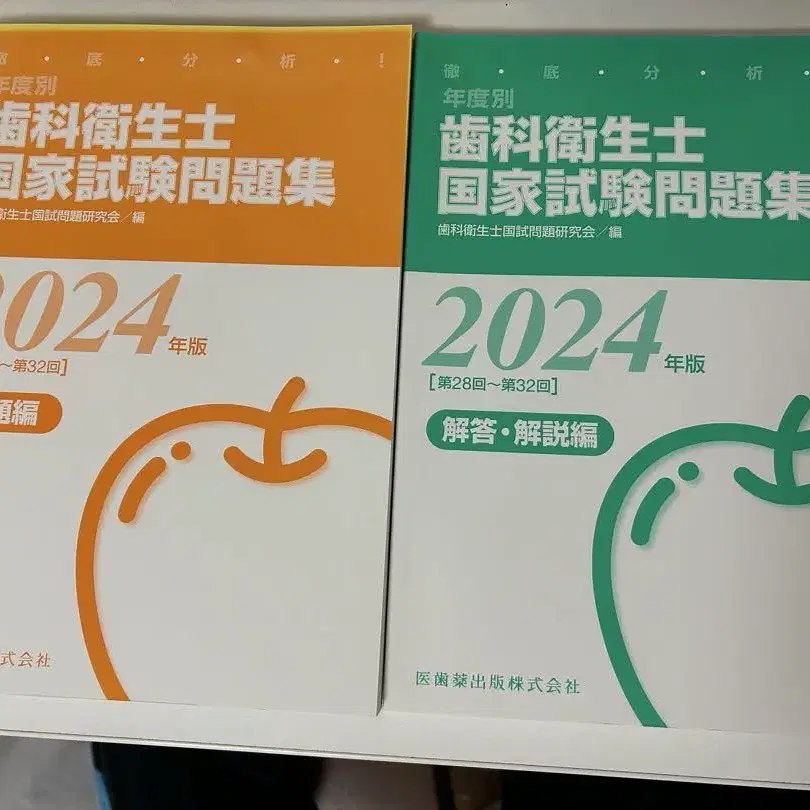 徹・底・分・析・!
年度別
歯科衛生士
国家試験問題集
衛生士国試問題研究会/編
2024年版
～第32回]
題編
式会社
徹・底・分・析・
年度別
歯科衛生士
国家試験問題集
歯科衛生士国試問題研究会/編
2024年版
[第28回～第32回]
解答・解説編
医歯薬出版株式会社